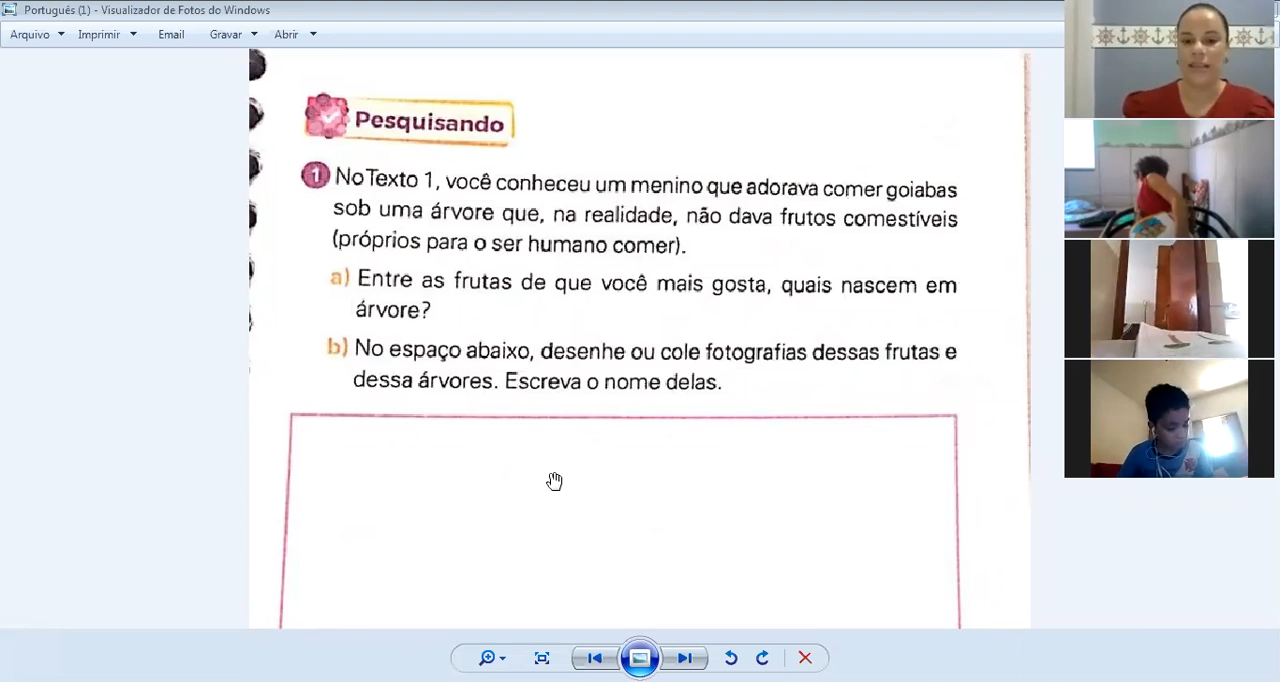 Português (1) - Visualizador de Fotos do Windows
Arquivo Imprimir Email Gravar Abrir
Pesquisando
1 No Texto 1, você conheceu um menino que adorava comer goiabas
sob uma árvore que, na realidade, não dava frutos comestíveis
(próprios para o ser humano comer).
a) Entre as frutas de que você mais gosta, quais nascem em
árvore?
b) No espaço abaixo, desenhe ou cole fotografias dessas frutas e
dessa árvores. Escreva o nome delas.